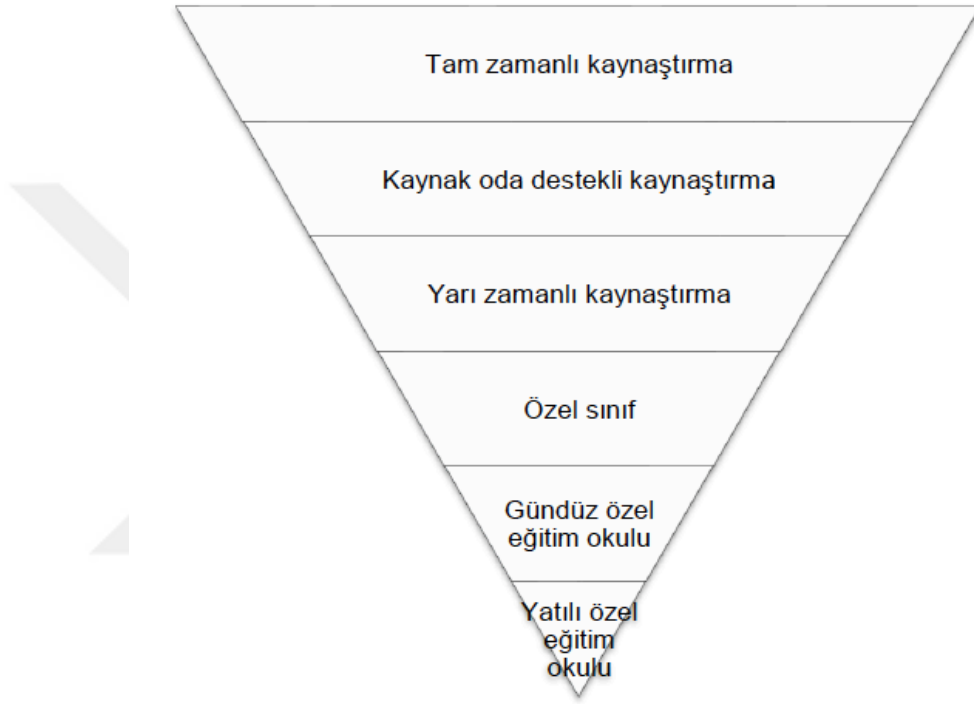 Tam zamanlı kaynaştırma
Kaynak oda destekli kaynaştırma
Yarı zamanlı kaynaştırma
Özel sınıf
Gündüz özel
eğitim okulu
Yatılı özel
eğitim
okulu